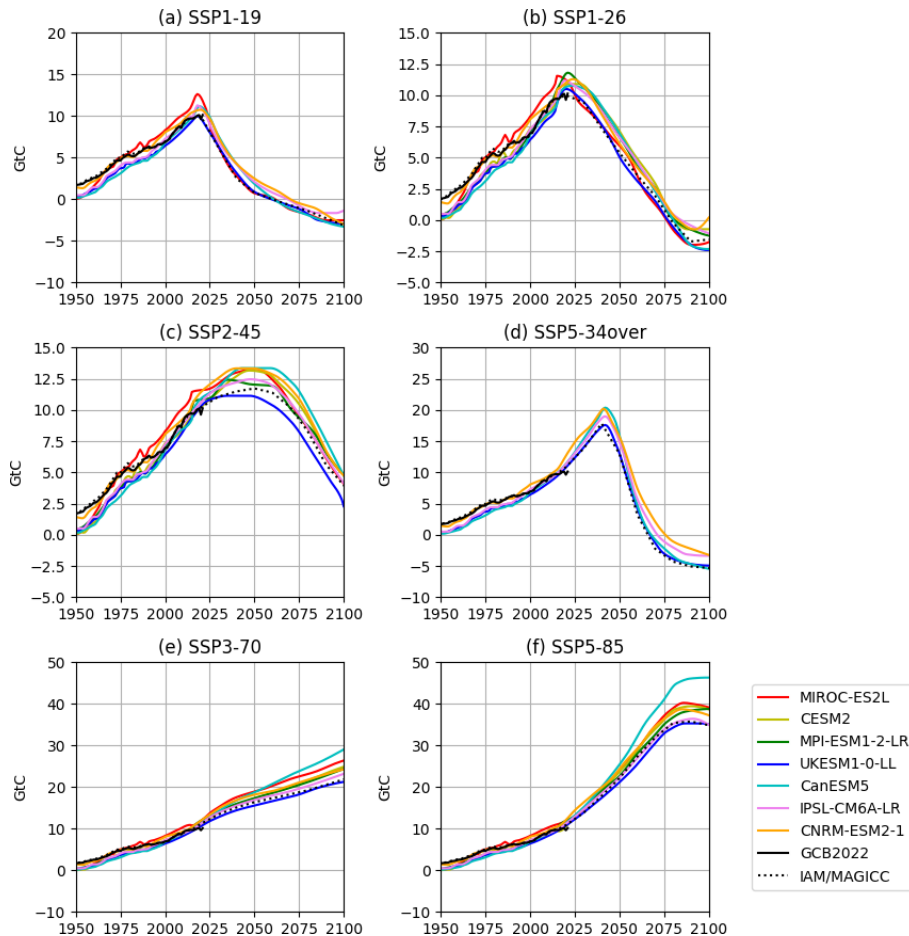 (a) SSP1-19
20
15
10
5
0
−5
−10
GtC
1950 1975 2000 2025 2050 2075 2100
(b) SSP1-26
15.0
12.5
10.0
7.5
5.0
2.5
0.0
−2.5
−5.0
GtC
1950 1975 2000 2025 2050 2075 2100
(c) SSP2-45
15.0
12.5
10.0
7.5
5.0
2.5
0.0
−2.5
−5.0
GtC
1950 1975 2000 2025 2050 2075 2100
(d) SSP5-34over
30
25
20
15
10
5
0
−5
−10
GtC
1950 1975 2000 2025 2050 2075 2100
(e) SSP3-70
50
40
30
20
10
0
−10
GtC
1950 1975 2000 2025 2050 2075 2100
(f) SSP5-85
50
40
30
20
10
0
−10
GtC
1950 1975 2000 2025 2050 2075 2100
MIROC-ES2L
CESM2
MPI-ESM1-2-LR
UKESM1-0-LL
CanESM5
IPSL-CM6A-LR
CNRM-ESM2-1
GCB2022
IAM/MAGICC